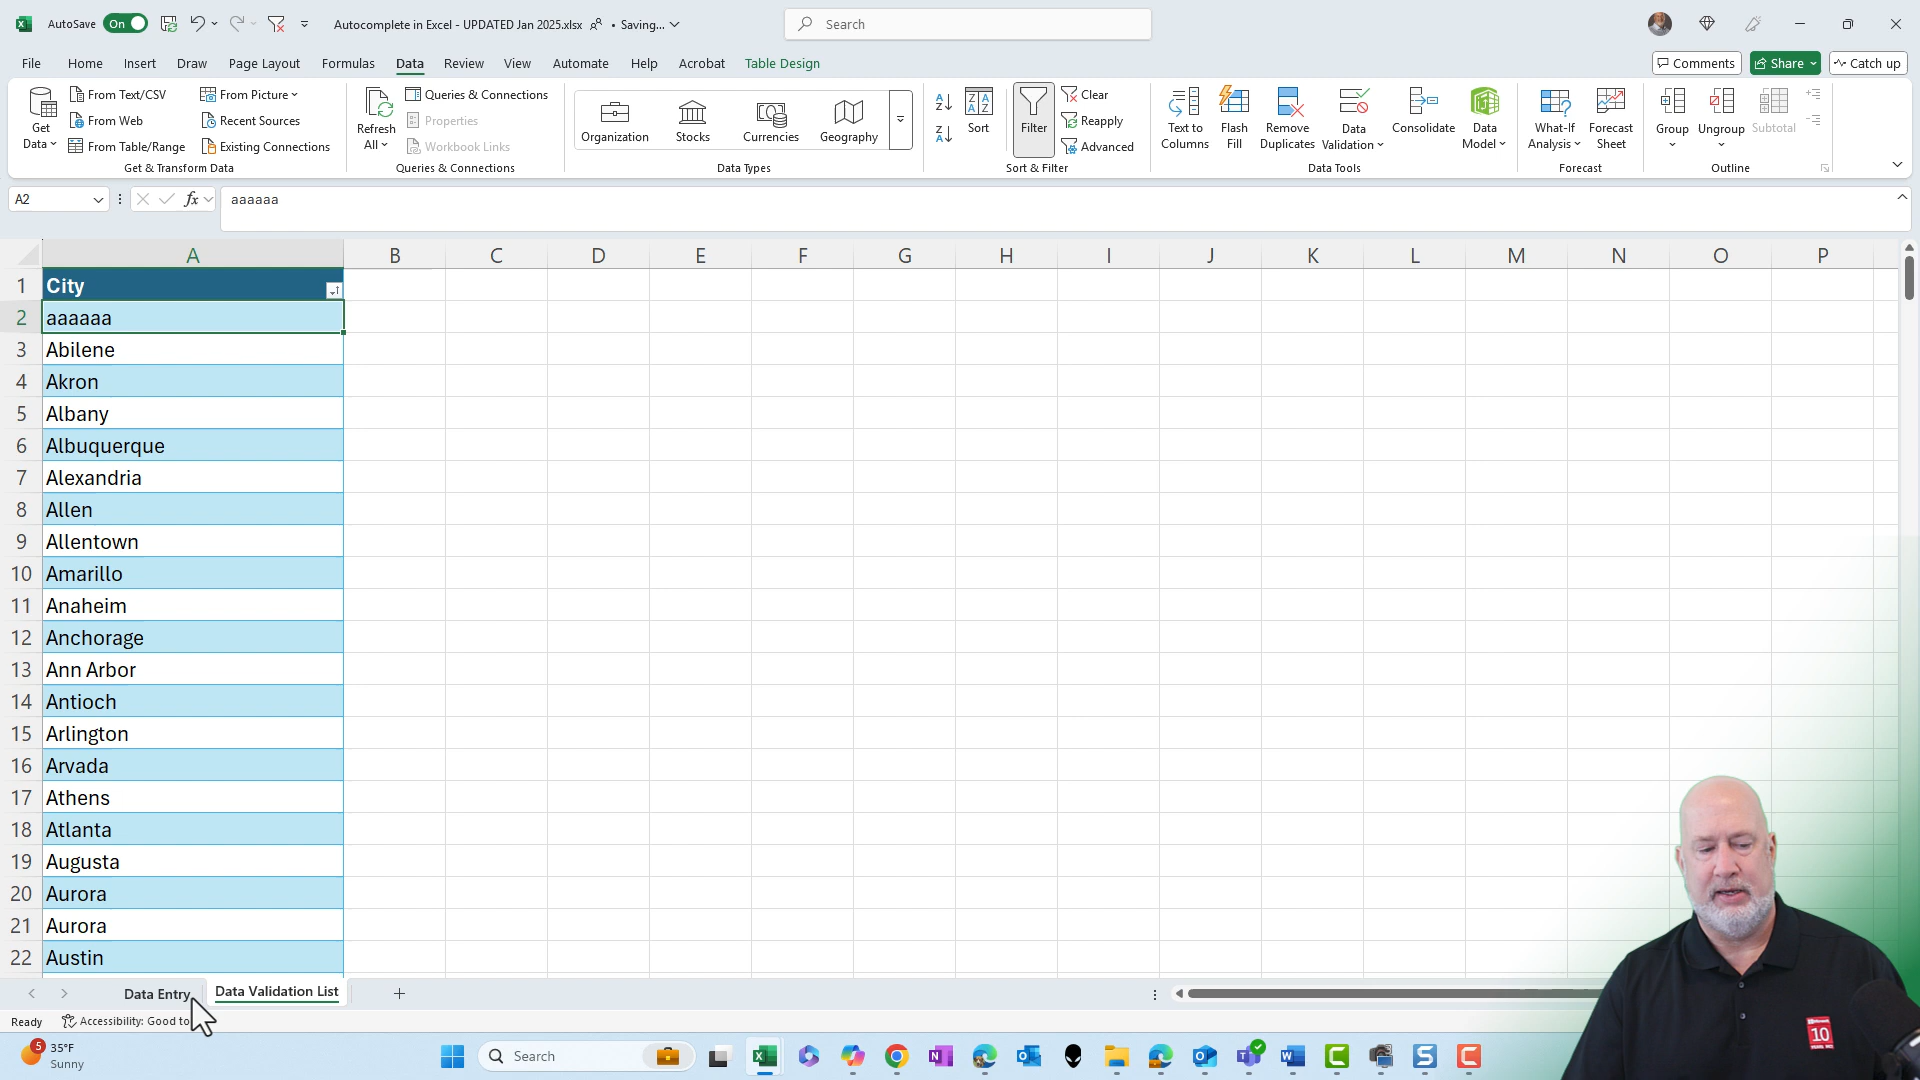 AutoSave On Autocomplete in Excel - UPDATED Jan 2025.xlsx • Saving... Search
File Home Insert Draw Page Layout Formulas Data Review View Automate Help Acrobat Table Design Comments Share Catch up
Get Data From Text/CSV From Web From Table/Range From Picture Recent Sources Existing Connections
Refresh All Queries & Connections Properties Workbook Links
Organization Stocks Currencies Geography
Sort Filter Clear Reapply Advanced
Text to Columns Flash Fill Remove Duplicates Data Validation Consolidate Data Model
What-If Analysis Forecast Sheet Group Ungroup Subtotal
Get & Transform Data Queries & Connections Data Types Sort & Filter Data Tools Forecast Outline
A2 fx aaaaaa
A B C D E F G H I J K L M N O P
1 City
2 aaaaaa
3 Abilene
4 Akron
5 Albany
6 Albuquerque
7 Alexandria
8 Allen
9 Allentown
10 Amarillo
11 Anaheim
12 Anchorage
13 Ann Arbor
14 Antioch
15 Arlington
16 Arvada
17 Athens
18 Atlanta
19 Augusta
20 Aurora
21 Aurora
22 Austin
Data Entry Data Validation List
Ready Accessibility: Good to
5 35°F
Sunny
Search
10